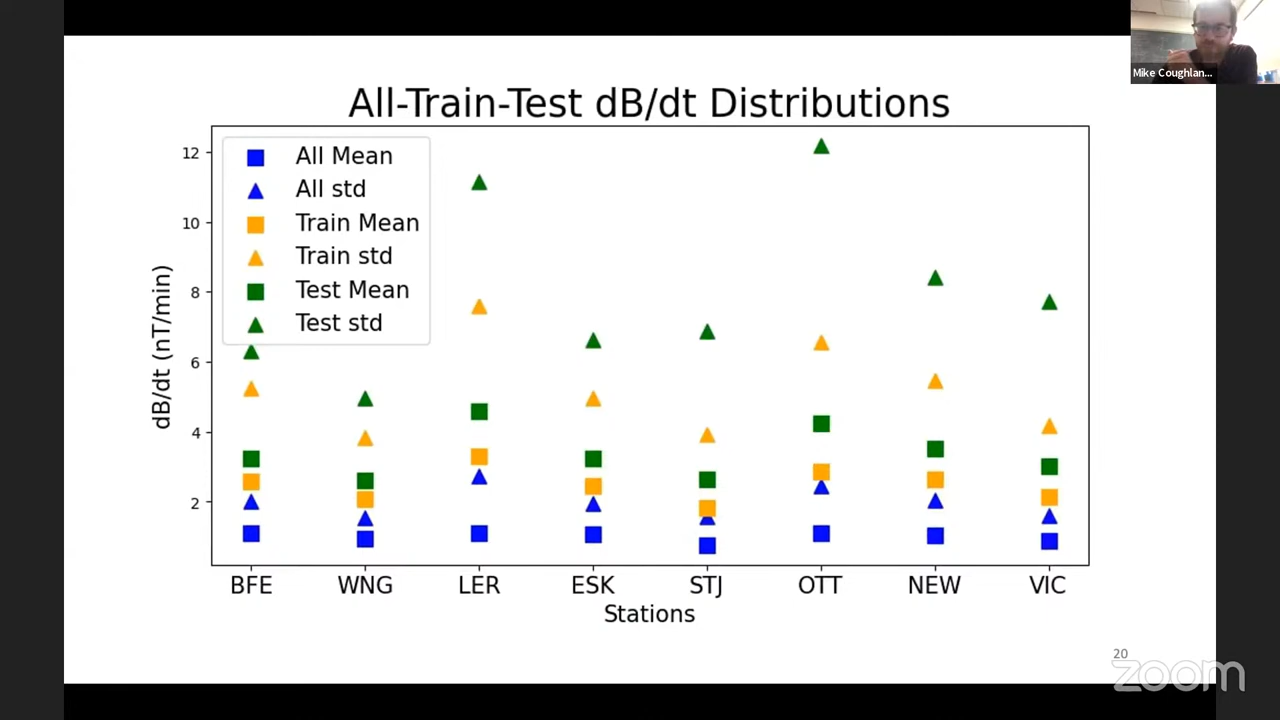 Mike Coughlan...
All-Train-Test dB/dt Distributions
All Mean
All std
Train Mean
Train std
Test Mean
Test std
dB/dt (nT/min)
12
10
8
6
4
2
BFE WNG LER ESK STJ OTT NEW VIC
Stations
20
zoom